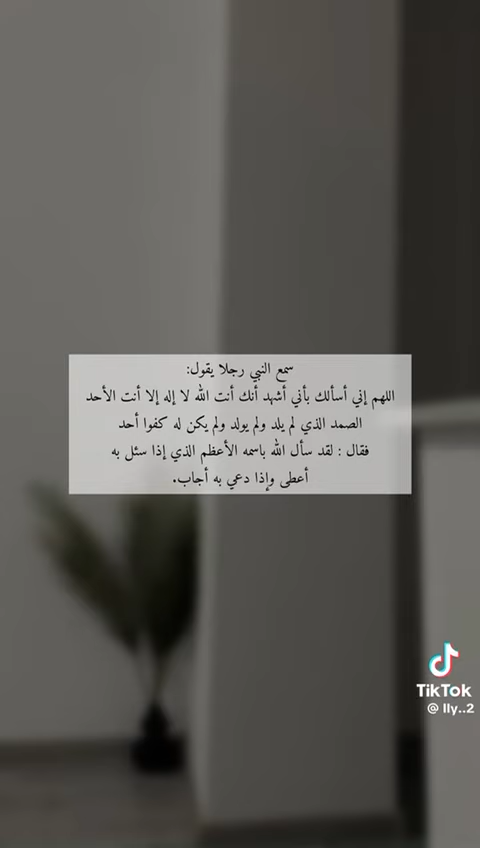 سمع النبي رجلا يقول:
اللهم إني أسألك بأني أشهد أنك أنت الله لا إله إلا أنت الأحد
الصمد الذي لم يلد ولم يولد ولم يكن له كفوا أحد
فقال : لقد سأل الله باسمه الأعظم الذي إذا سئل به
أعطى وإذا دعي به أجاب.
TikTok
@ lly..2